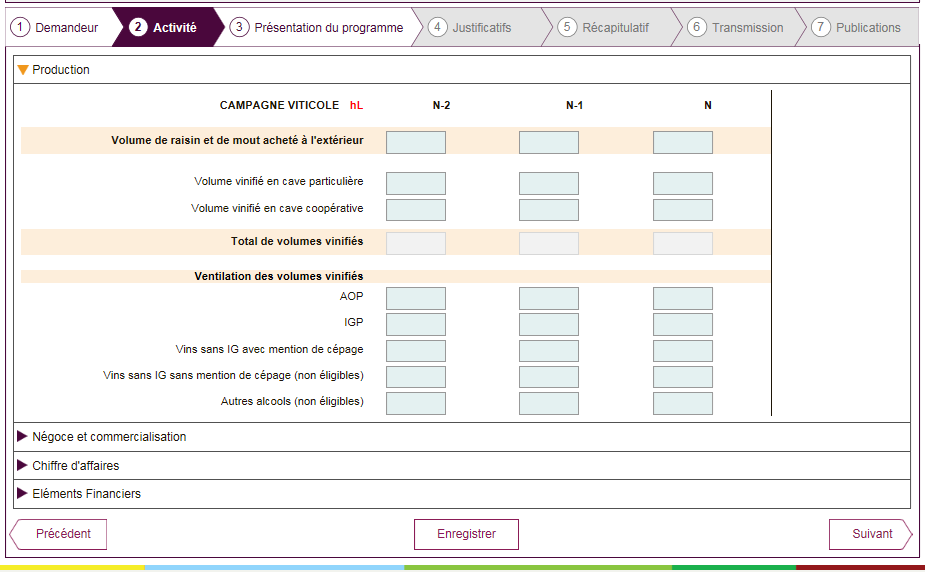 1 Demandeur 2 Activité 3 Présentation du programme 4 Justificatifs 5 Récapitulatif 6 Transmission 7 Publications
Production
CAMPAGNE VITICOLE hL N-2 N-1 N
Volume de raisin et de mout acheté à l'extérieur
Volume vinifié en cave particulière
Volume vinifié en cave coopérative
Total de volumes vinifiés
Ventilation des volumes vinifiés
AOP
IGP
Vins sans IG avec mention de cépage
Vins sans IG sans mention de cépage (non éligibles)
Autres alcools (non éligibles)
Négoce et commercialisation
Chiffre d'affaires
Eléments Financiers
Précédent Enregistrer Suivant